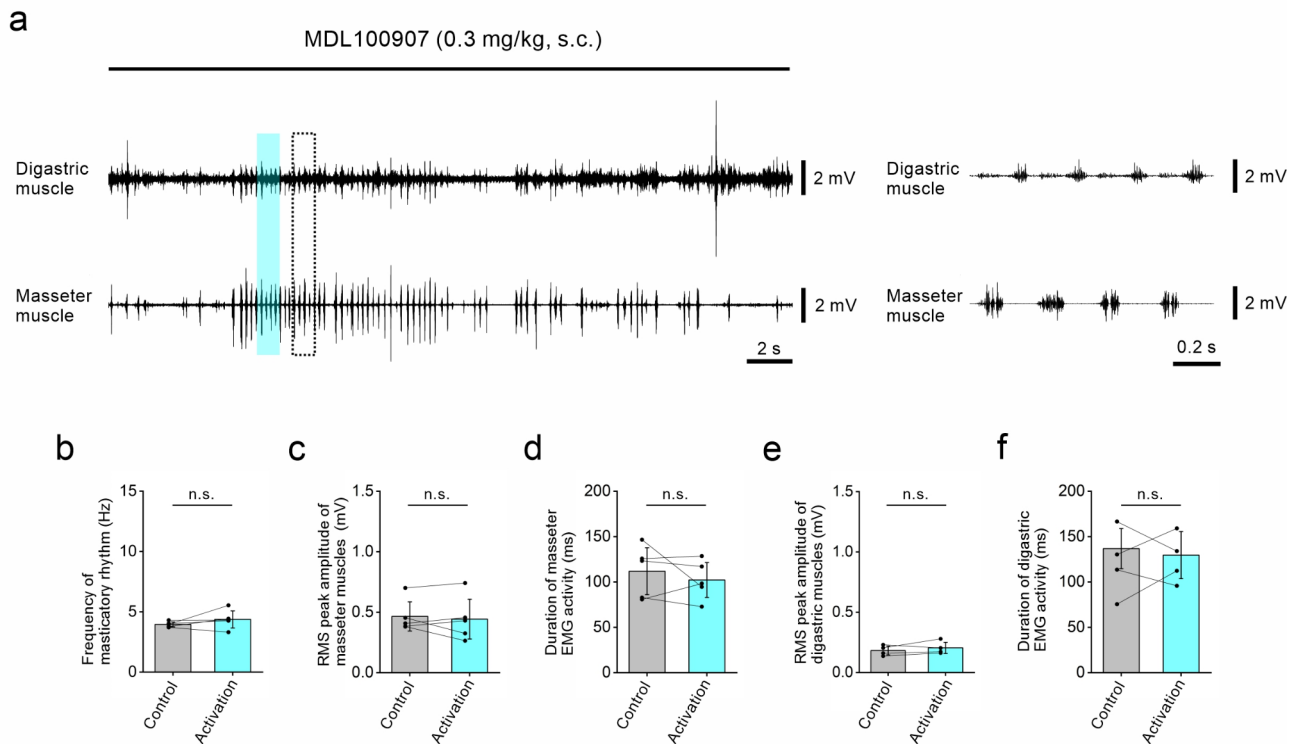 a
MDL100907 (0.3 mg/kg, s.c.)
Digastric
muscle
2 mV
Masseter
muscle
2 mV
2 s
Digastric
muscle
2 mV
Masseter
muscle
2 mV
0.2 s
b
Frequency of
masticatory rhythm (Hz)
15
10
5
0
n.s.
Control
Activation
c
RMS peak amplitude of
masseter muscles (mV)
1.5
1.0
0.5
0.0
n.s.
Control
Activation
d
Duration of masseter
EMG activity (ms)
200
150
100
50
0
n.s.
Control
Activation
e
RMS peak amplitude of
digastric muscles (mV)
1.5
1.0
0.5
0.0
n.s.
Control
Activation
f
Duration of digastric
EMG activity (ms)
200
150
100
50
0
n.s.
Control
Activation